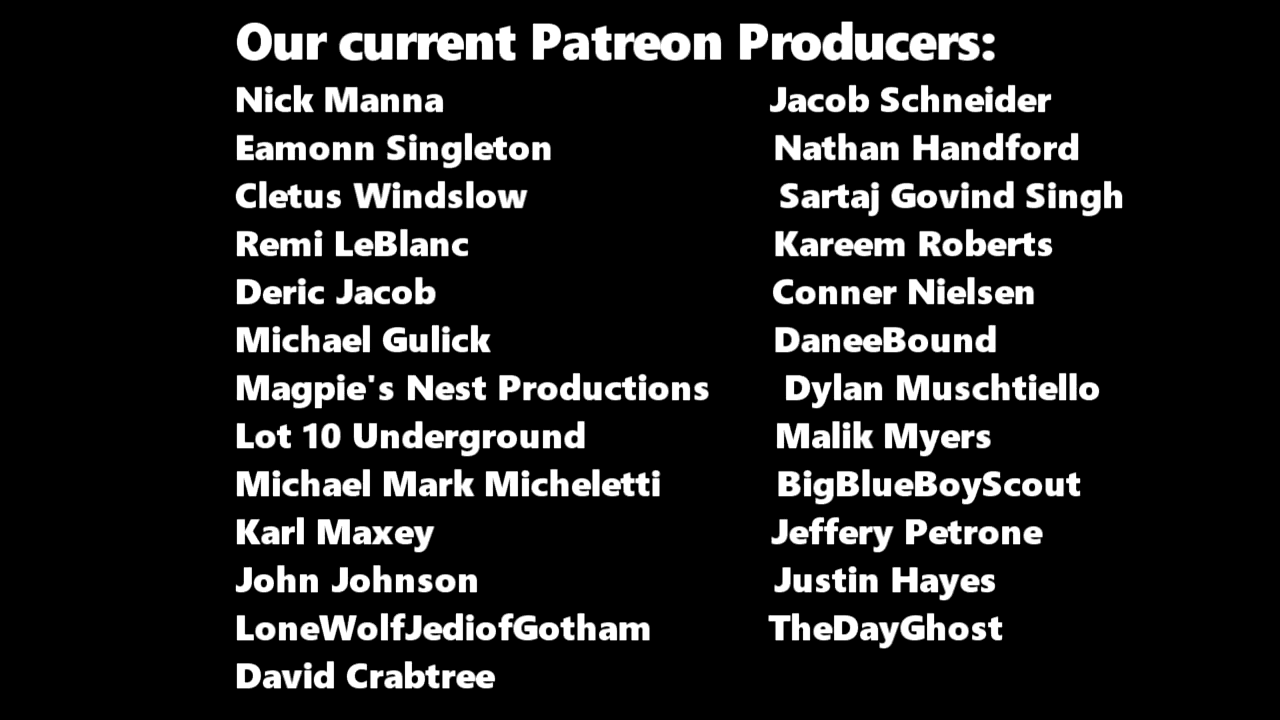 Our current Patreon Producers:
Nick Manna Jacob Schneider
Eamonn Singleton Nathan Handford
Cletus Windslow Sartaj Govind Singh
Remi LeBlanc Kareem Roberts
Deric Jacob Conner Nielsen
Michael Gulick DaneeBound
Magpie's Nest Productions Dylan Muschtiello
Lot 10 Underground Malik Myers
Michael Mark Micheletti BigBlueBoyScout
Karl Maxey Jeffery Petrone
John Johnson Justin Hayes
LoneWolfJediofGotham TheDayGhost
David Crabtree